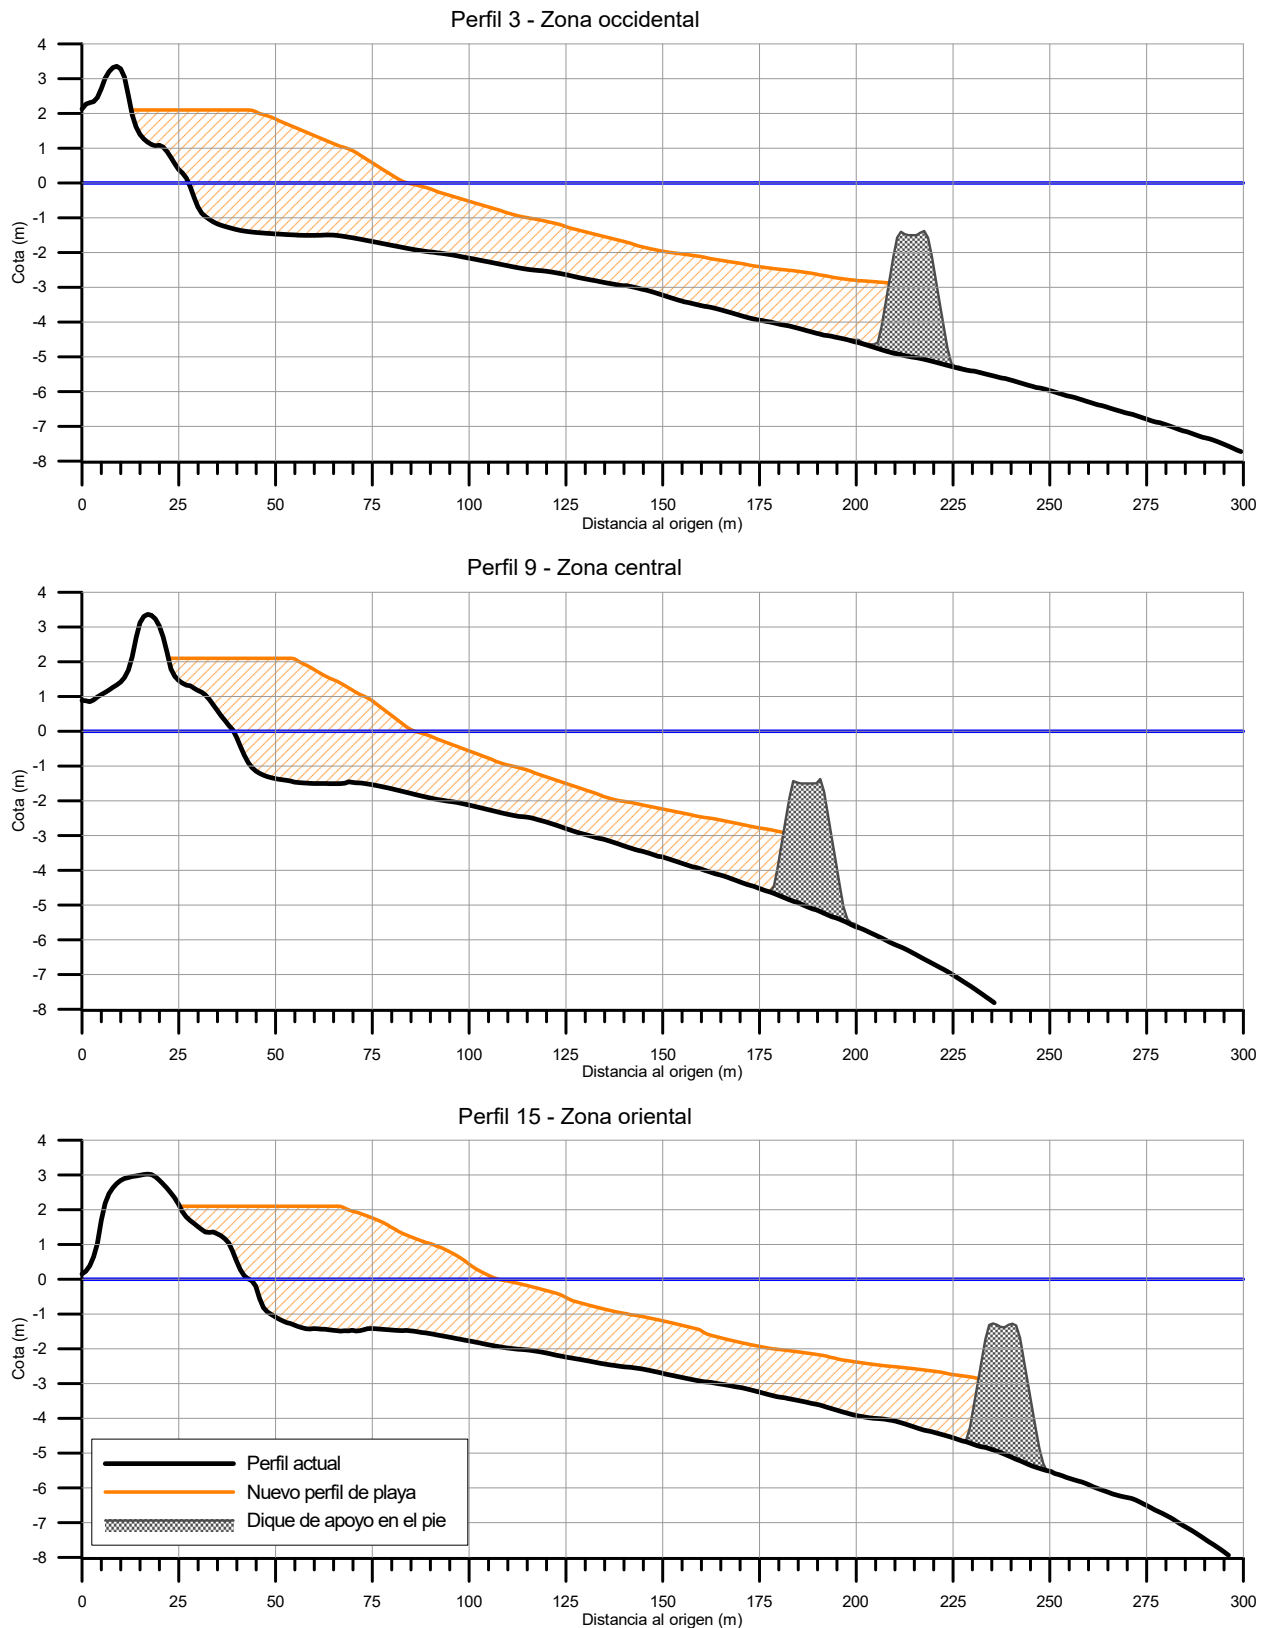 Perfil 3 - Zona occidental
4
3
2
1
0
-1
-2
-3
-4
-5
-6
-7
-8
Cota (m)
0 25 50 75 100 125 150 175 200 225 250 275 300
Distancia al origen (m)
Perfil 9 - Zona central
4
3
2
1
0
-1
-2
-3
-4
-5
-6
-7
-8
Cota (m)
0 25 50 75 100 125 150 175 200 225 250 275 300
Distancia al origen (m)
Perfil 15 - Zona oriental
4
3
2
1
0
-1
-2
-3
-4
-5
-6
-7
-8
Cota (m)
Perfil actual
Nuevo perfil de playa
Dique de apoyo en el pie
0 25 50 75 100 125 150 175 200 225 250 275 300
Distancia al origen (m)